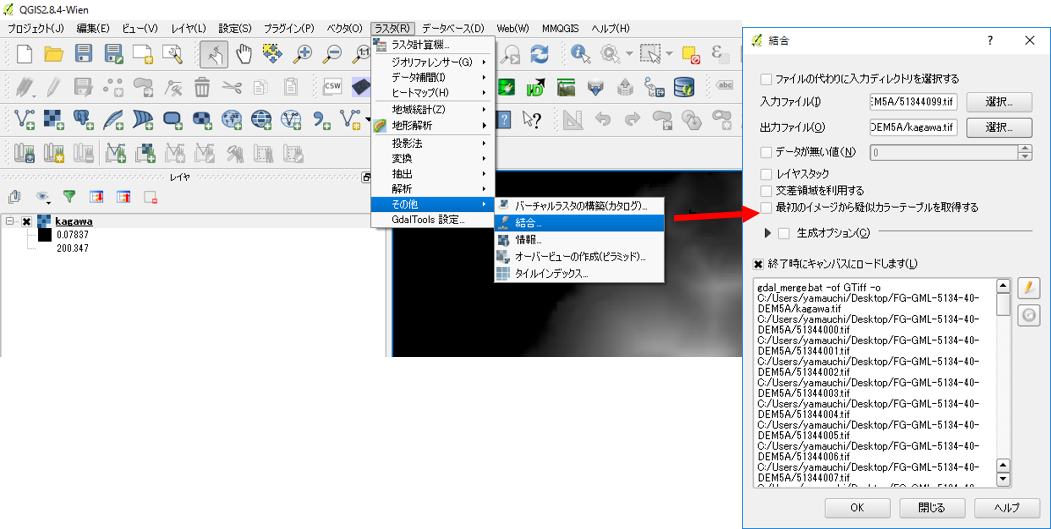 QGIS2.8.4-Wien
プロジェクト(J) 編集(E) ビュー(V) レイヤ(L) 設定(S) プラグイン(P) ベクタ(O) ラスタ(R) データベース(D) Web(W) MMQGIS ヘルプ(H)
ラスタ計算機...
ジオリファレンサー(G)
データ補間(I)
ヒートマップ(H)
地域統計(Z)
地形解析
投影法
変換
抽出
解析
その他
GdalTools 設定...
バーチャルラスタの構築(カタログ)...
結合...
情報...
オーバービューの作成(ピラミッド)...
タイルインデックス...
CSW
abc
レイヤ
kagawa
0.07837
200.847
結合
ファイルの代わりに入力ディレクトリを選択する
入力ファイル(I) EM5A/51344099.tif 選択...
出力ファイル(O) DEM5A/kagawa.tif 選択...
データが無い値(N) 0
レイヤスタック
交差領域を利用する
最初のイメージから疑似カラーテーブルを取得する
生成オプション(C)
終了時にキャンバスにロードします(L)
gdal_merge.bat -of GTiff -o
C:/Users/yamauchi/Desktop/FG-GML-5134-40-
DEM5A/kagawa.tif
C:/Users/yamauchi/Desktop/FG-GML-5134-40-
DEM5A/51344000.tif
C:/Users/yamauchi/Desktop/FG-GML-5134-40-
DEM5A/51344001.tif
C:/Users/yamauchi/Desktop/FG-GML-5134-40-
DEM5A/51344002.tif
C:/Users/yamauchi/Desktop/FG-GML-5134-40-
DEM5A/51344003.tif
C:/Users/yamauchi/Desktop/FG-GML-5134-40-
DEM5A/51344004.tif
C:/Users/yamauchi/Desktop/FG-GML-5134-40-
DEM5A/51344005.tif
C:/Users/yamauchi/Desktop/FG-GML-5134-40-
DEM5A/51344006.tif
C:/Users/yamauchi/Desktop/FG-GML-5134-40-
DEM5A/51344007.tif
OK 閉じる ヘルプ